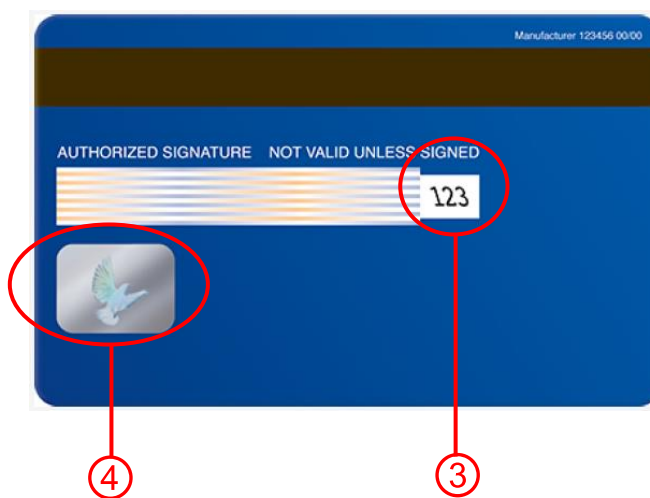 Manufacturer 123456 00/00
AUTHORIZED SIGNATURE NOT VALID UNLESS SIGNED
123
4 3